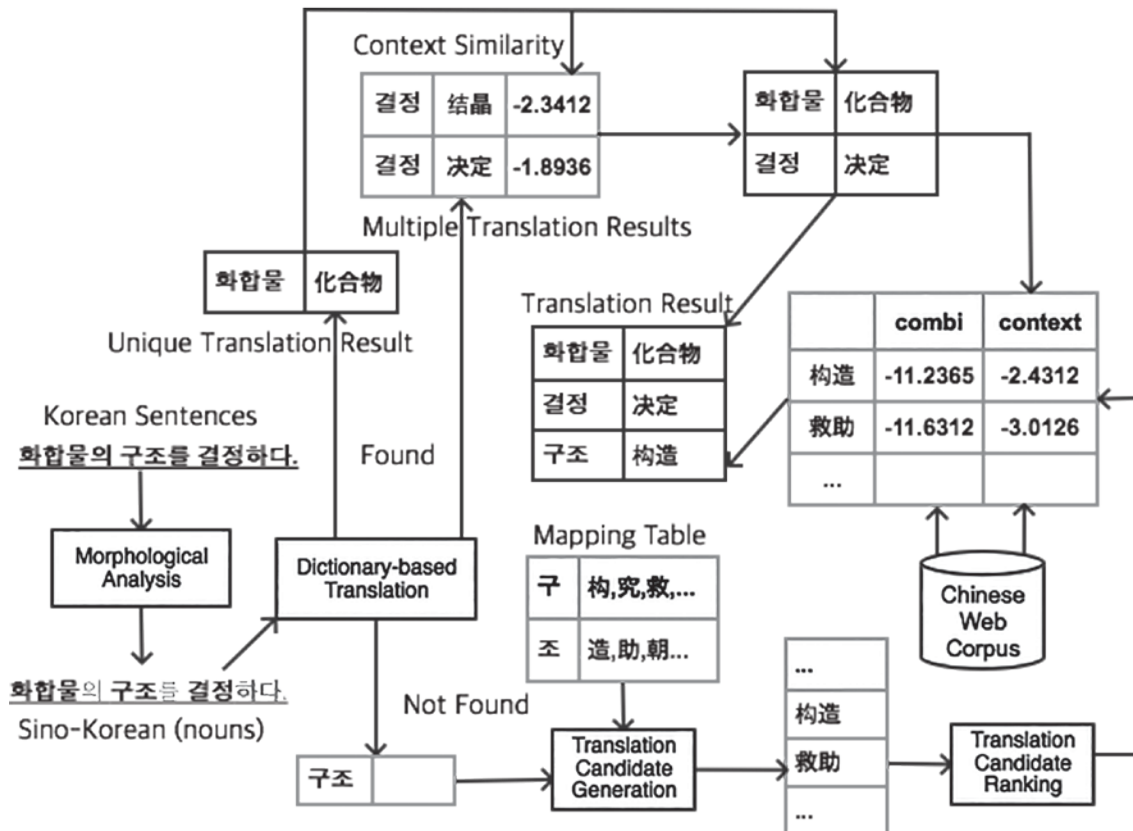 Context Similarity
결정 结晶 -2.3412
결정 决定 -1.8936
Multiple Translation Results
화합물 化合物
결정 决定
화합물 化合物
Unique Translation Result
Translation Result
화합물 化合物
결정 决定
구조 构造
combi context
构造 -11.2365 -2.4312
救助 -11.6312 -3.0126
...
Korean Sentences
화합물의 구조를 결정하다.
Found
Morphological
Analysis
Dictionary-based
Translation
Mapping Table
구 构,究,救,...
조 造,助,朝...
Chinese
Web
Corpus
화합물의 구조를 결정하다.
Sino-Korean (nouns)
Not Found
구조
Translation
Candidate
Generation
...
构造
救助
...
Translation
Candidate
Ranking